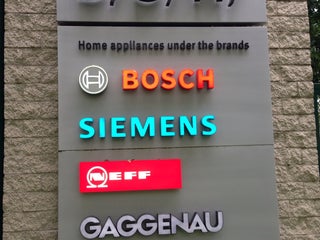 Home appliances under the brands
BOSCH
SIEMENS
NEFF
GAGGENAU